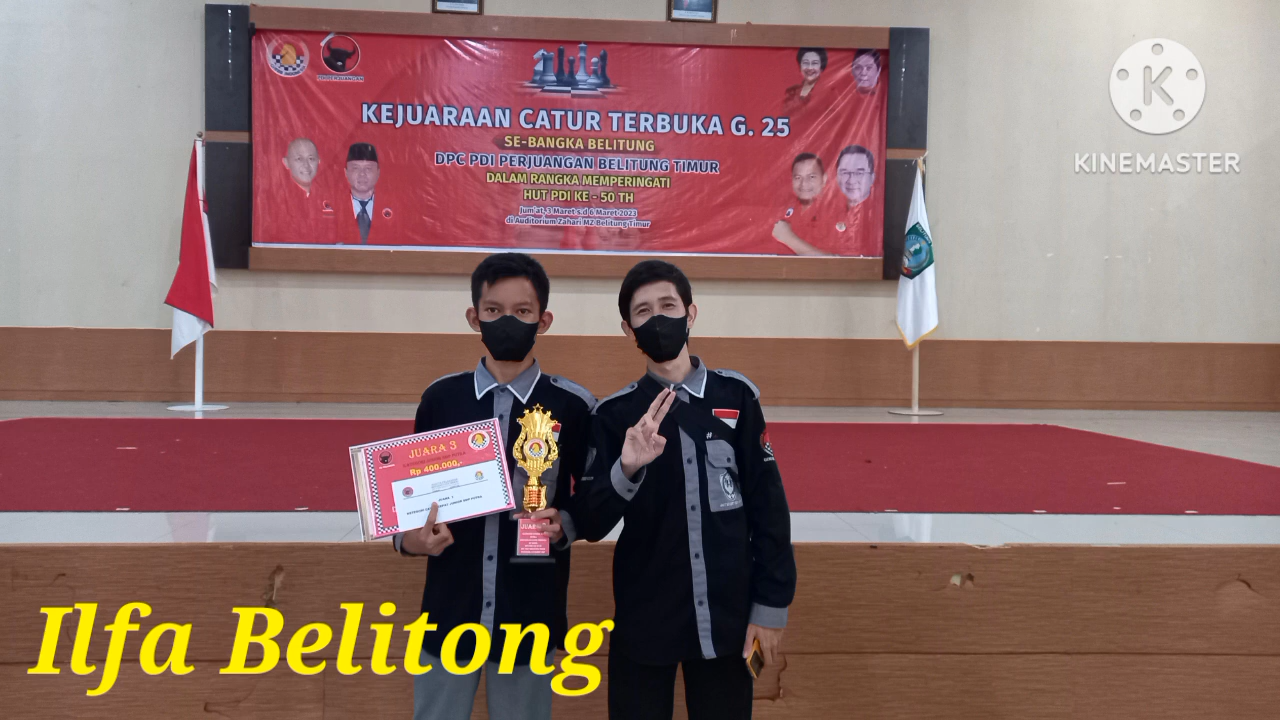 KINEMASTER
KEJUARAAN CATUR TERBUKA G. 25
SE-BANGKA BELITUNG
DPC PDI PERJUANGAN BELITUNG TIMUR
DALAM RANGKA MEMPERINGATI
HUT PDI KE - 50 TH
Jum'at, 3 Maret s.d 6 Maret 2023
di Auditorium Zahari MZ Belitung Timur
JUARA 3
Rp 400.000,-
JUARA
Ilfa Belitong